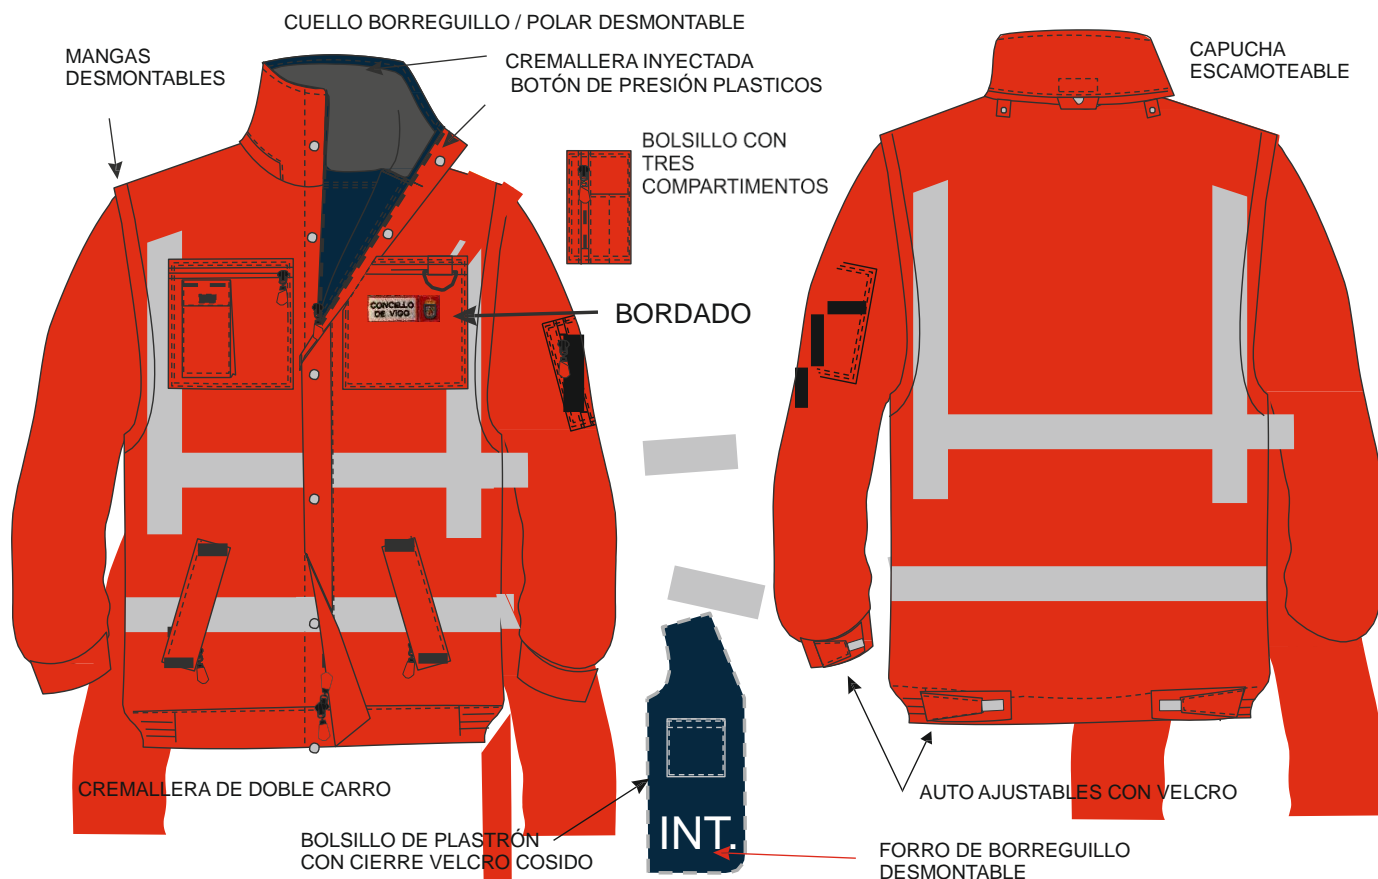 CUELLO BORREGUILLO / POLAR DESMONTABLE
MANGAS
DESMONTABLES
CREMALLERA INYECTADA
BOTÓN DE PRESIÓN PLASTICOS
CAPUCHA
ESCAMOTEABLE
BOLSILLO CON
TRES
COMPARTIMENTOS
CONCELLO
DE VIGO
BORDADO
CREMALLERA DE DOBLE CARRO
AUTO AJUSTABLES CON VELCRO
BOLSILLO DE PLASTRÓN
CON CIERRE VELCRO COSIDO
INT.
FORRO DE BORREGUILLO
DESMONTABLE